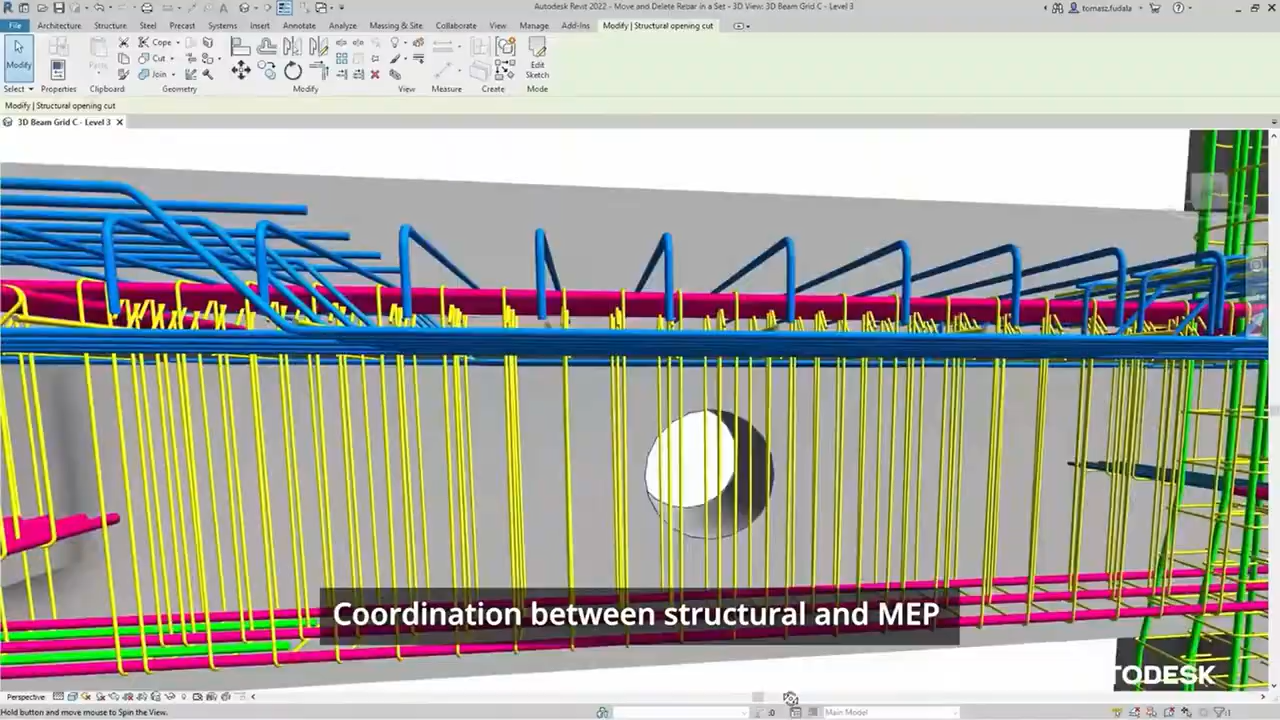 Autodesk Revit 2022 - Move and Delete Rebar in a Set - 3D View: 3D Beam Grid C - Level 3
tomasz.fudala
File Architecture Structure Steel Precast Systems Insert Annotate Analyze Massing & Site Collaborate View Manage Add-Ins Modify | Structural opening cut
Modify Paste Cope Cut Join Edit Sketch
Select Properties Clipboard Geometry Modify View Measure Create Mode
Modify | Structural opening cut
3D Beam Grid C - Level 3
Coordination between structural and MEP
TODESK
Perspective
Hold button and move mouse to Spin the View.
:0
Main Model
:1